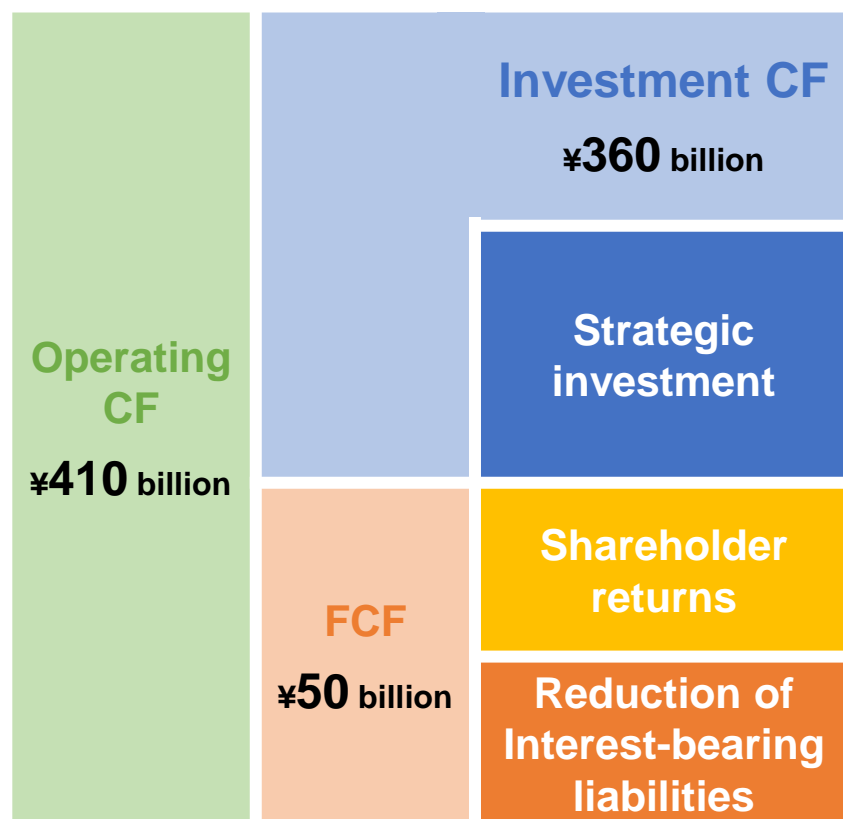 Operating
CF
¥410 billion
Investment CF
¥360 billion
Strategic
investment
FCF
¥50 billion
Shareholder
returns
Reduction of
Interest-bearing
liabilities